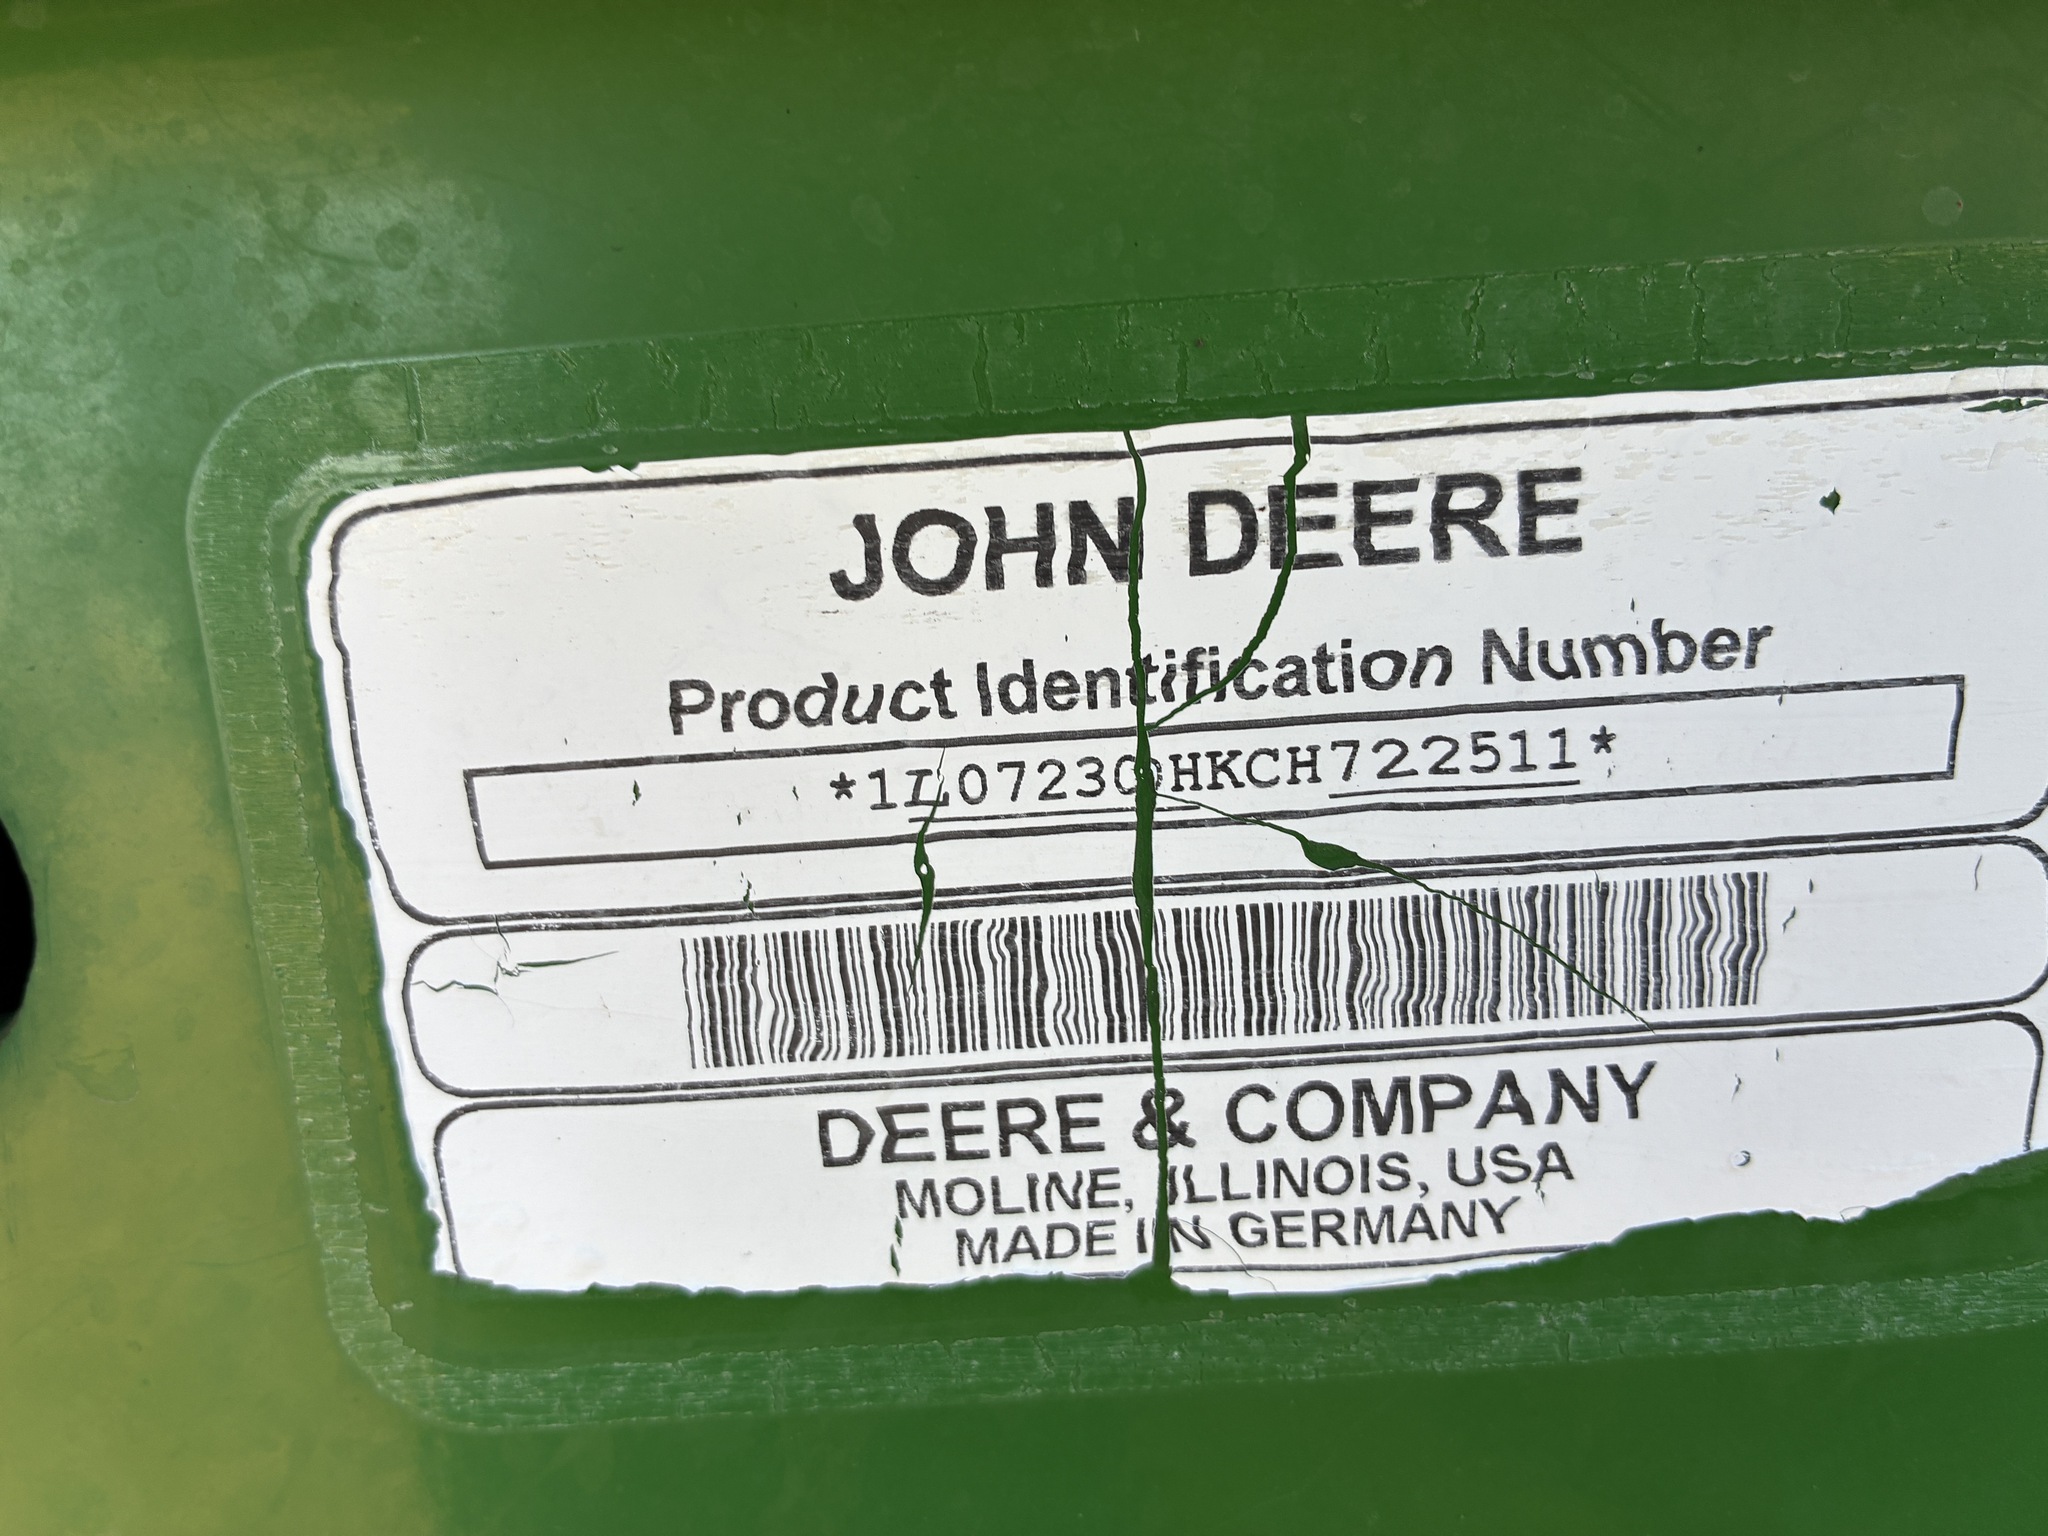 JOHN DEERE
Product Identification Number
*1L07230HKCH722511*
DEERE & COMPANY
MOLINE, ILLINOIS, USA
MADE IN GERMANY